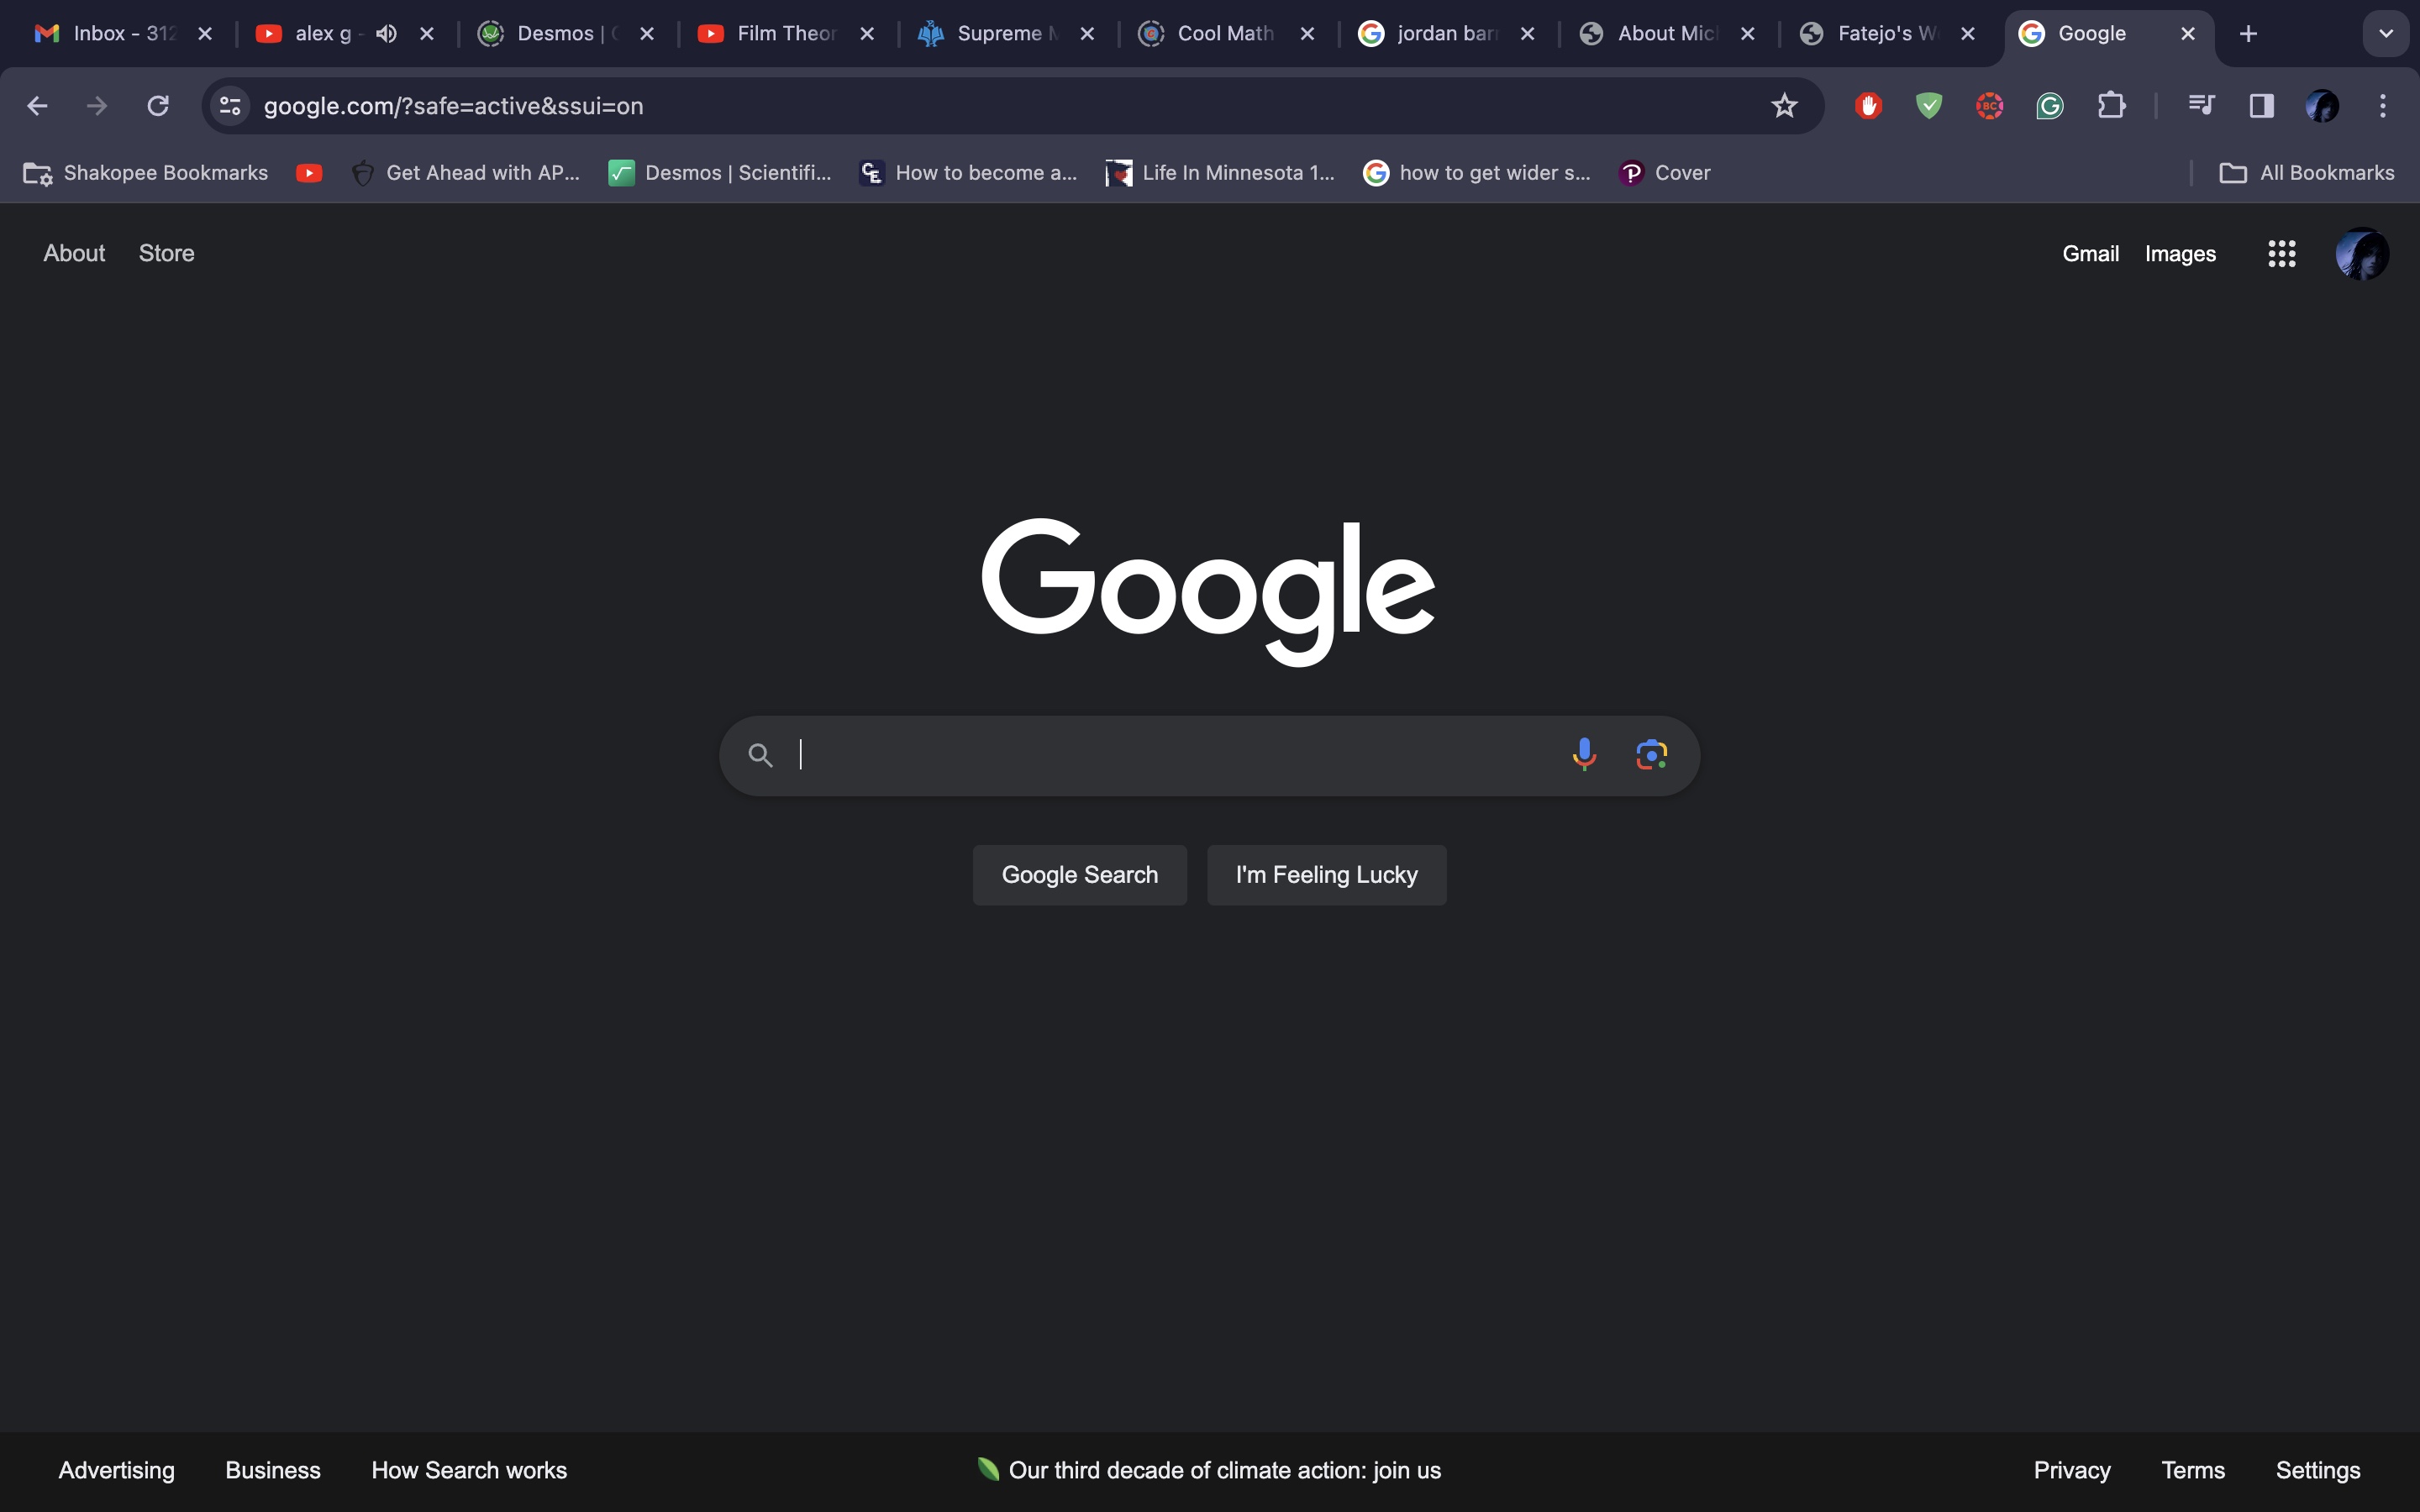 Inbox - 312
alex g -
Desmos |
Film Theor
Supreme
Cool Math
jordan barr
About Mic
Fatejo's W
Google
google.com/?safe=active&ssui=on
BC
Shakopee Bookmarks
Get Ahead with AP...
Desmos | Scientifi...
CE How to become a...
Life In Minnesota 1...
how to get wider s...
Cover
All Bookmarks
About
Store
Gmail
Images
Google
Google Search
I'm Feeling Lucky
Advertising
Business
How Search works
Our third decade of climate action: join us
Privacy
Terms
Settings